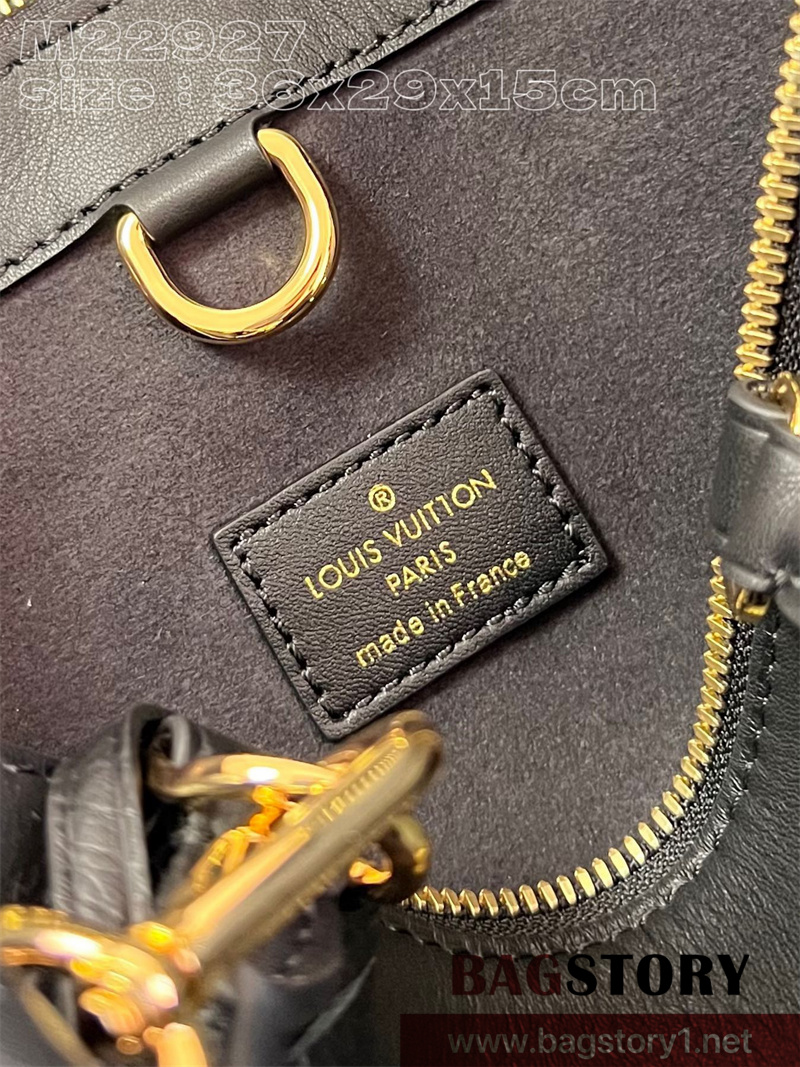 M22927
size : 36x29x15cm
®
LOUIS VUITTON
PARIS
made in France
BAGSTORY
www.bagstory1.net